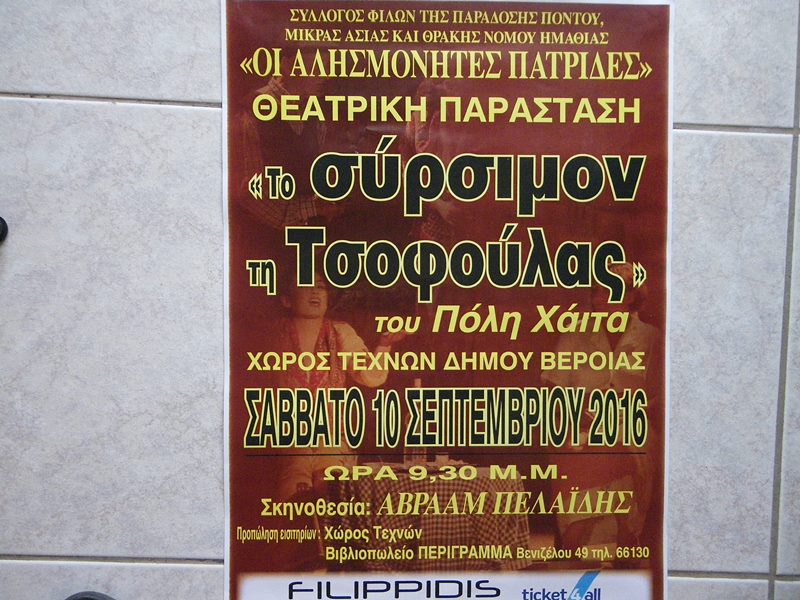 ΣΥΛΛΟΓΟΣ ΦΙΛΩΝ ΤΗΣ ΠΑΡΑΔΟΣΗΣ ΠΟΝΤΟΥ,
ΜΙΚΡΑΣ ΑΣΙΑΣ ΚΑΙ ΘΡΑΚΗΣ ΝΟΜΟΥ ΗΜΑΘΙΑΣ
«ΟΙ ΑΛΗΣΜΟΝΗΤΕΣ ΠΑΤΡΙΔΕΣ»
ΘΕΑΤΡΙΚΗ ΠΑΡΑΣΤΑΣΗ
«Το σύρσιμον
τη Τσοφούλας»
του Πόλη Χάιτα
ΧΩΡΟΣ ΤΕΧΝΩΝ ΔΗΜΟΥ ΒΕΡΟΙΑΣ
ΣΑΒΒΑΤΟ 10 ΣΕΠΤΕΜΒΡΙΟΥ 2016
ΩΡΑ 9,30 Μ.Μ.
Σκηνοθεσία: ΑΒΡΑΑΜ ΠΕΛΑΪΔΗΣ
Προπώληση εισιτηρίων: Χώρος Τεχνών
Βιβλιοπωλείο ΠΕΡΙΓΡΑΜΜΑ Βενιζέλου 49 τηλ. 66130
FILIPPIDIS ticket4all